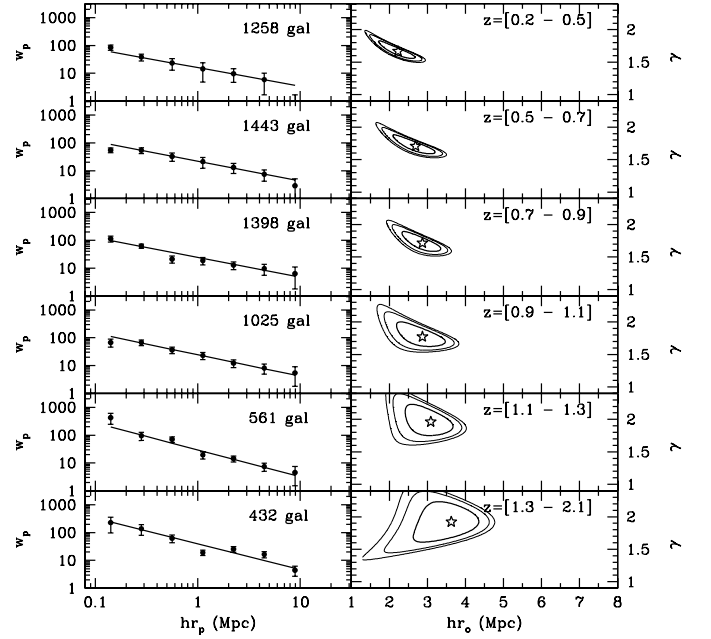 1258 gal
z=[0.2 - 0.5]
1000
100
10
1
w_p
2
1.5
1
γ
1443 gal
z=[0.5 - 0.7]
1000
100
10
1
w_p
2
1.5
1
γ
1398 gal
z=[0.7 - 0.9]
1000
100
10
1
w_p
2
1.5
1
γ
1025 gal
z=[0.9 - 1.1]
1000
100
10
1
w_p
2
1.5
1
γ
561 gal
z=[1.1 - 1.3]
1000
100
10
1
w_p
2
1.5
1
γ
432 gal
z=[1.3 - 2.1]
1000
100
10
1
w_p
2
1.5
1
γ
0.1 1 10 1 2 3 4 5 6 7 8
hr_p (Mpc) hr_o (Mpc)